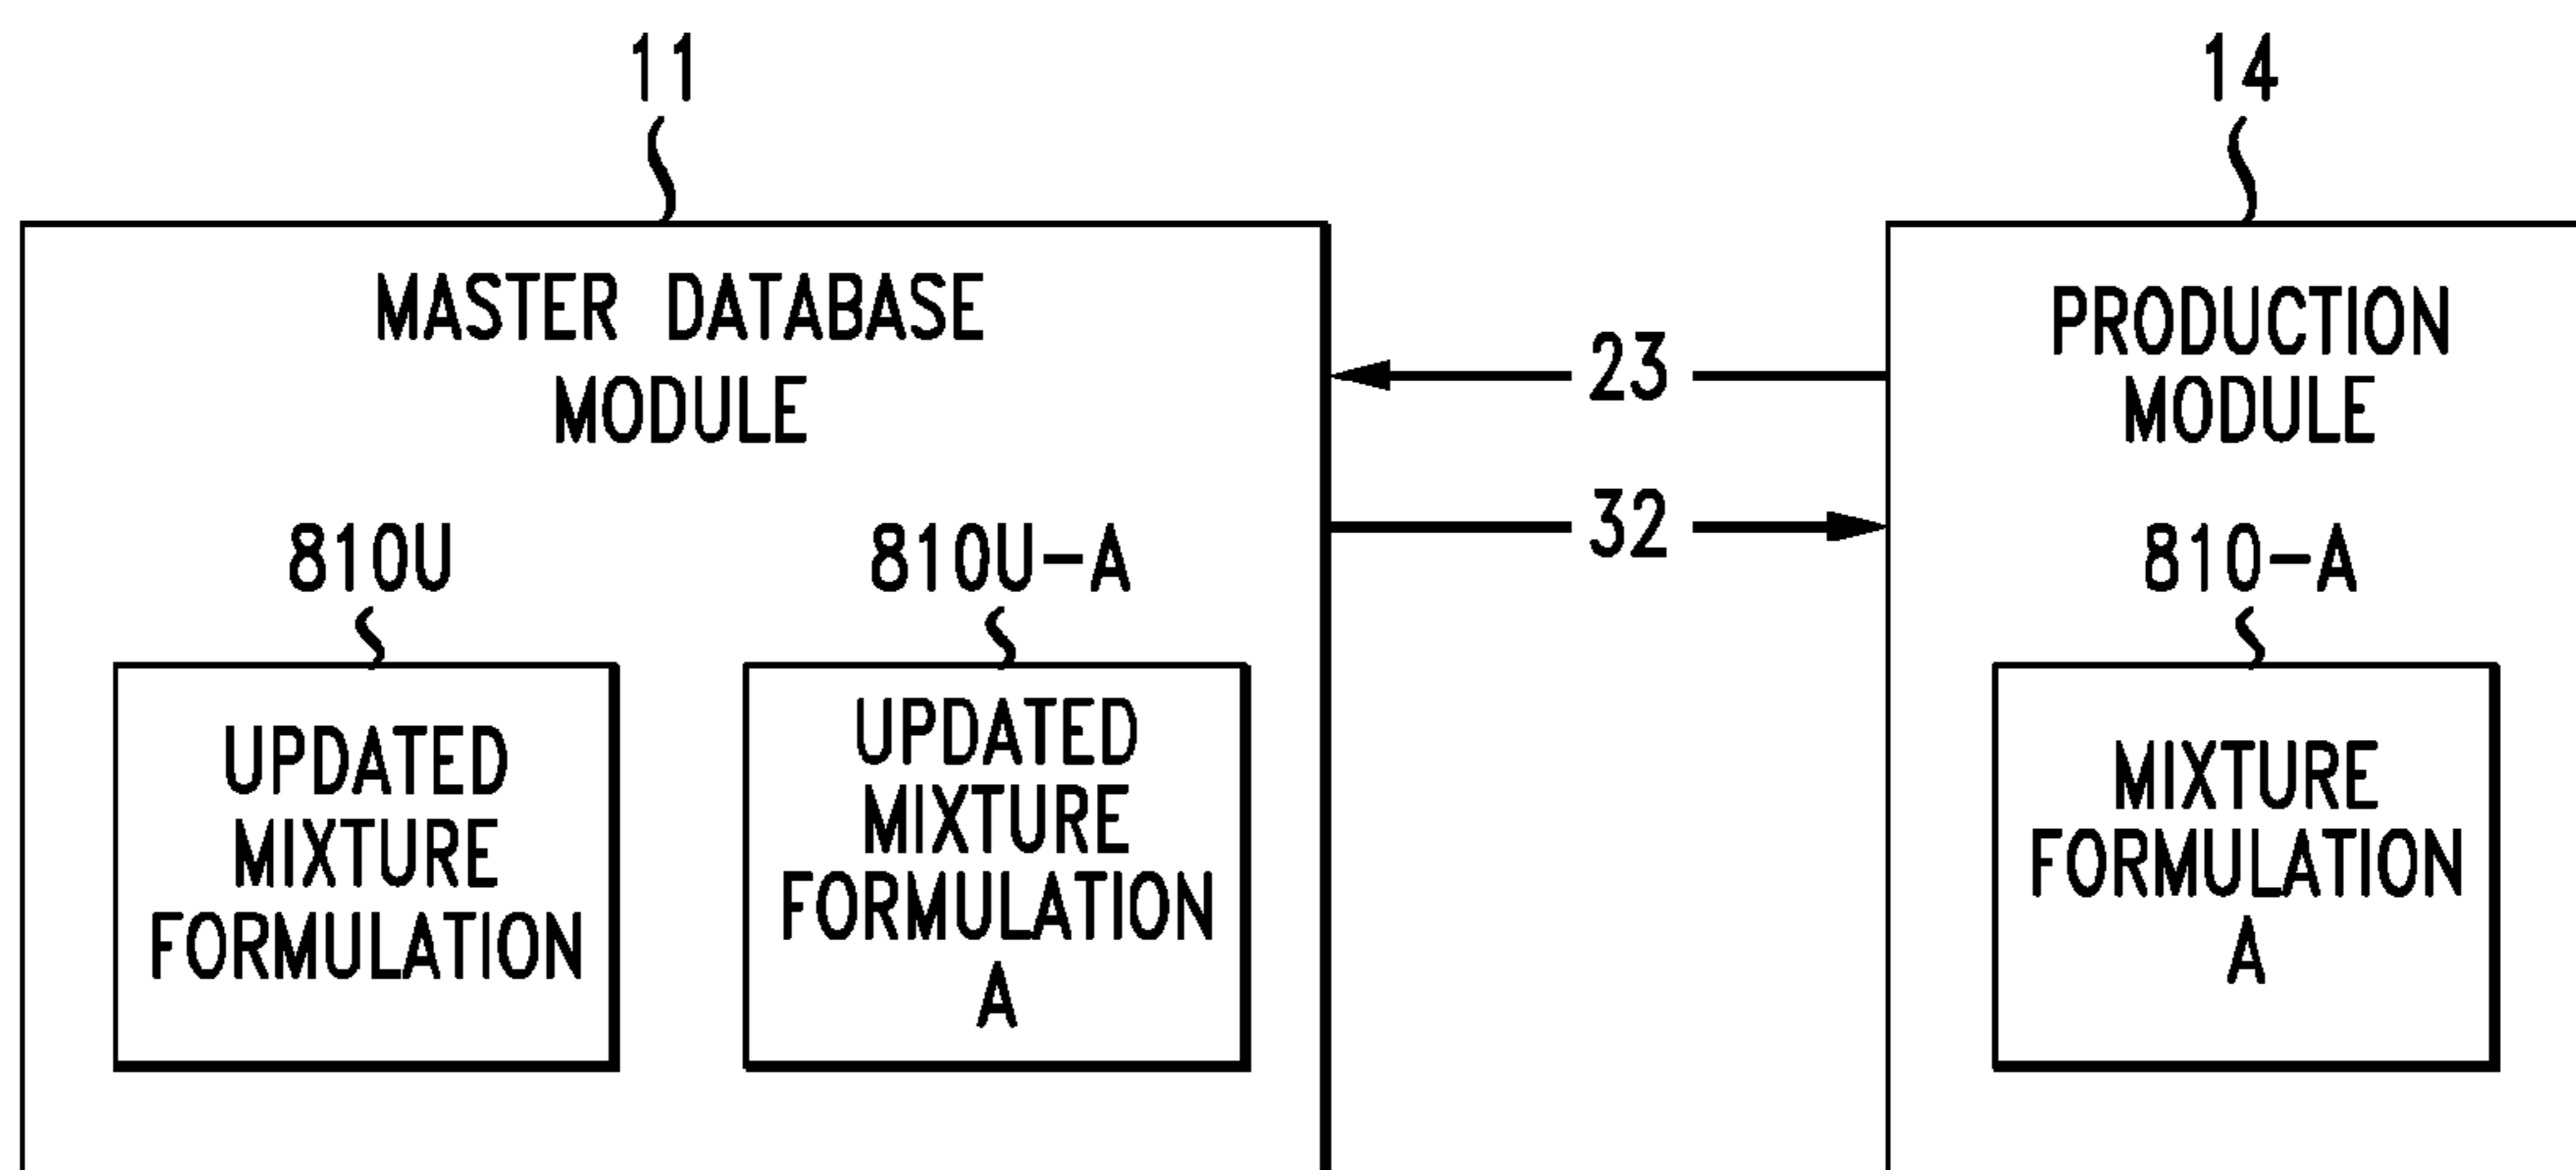 11
14
MASTER DATABASE
MODULE
PRODUCTION
MODULE
23
32
810U
810U-A
810-A
UPDATED
MIXTURE
FORMULATION
UPDATED
MIXTURE
FORMULATION
A
MIXTURE
FORMULATION
A